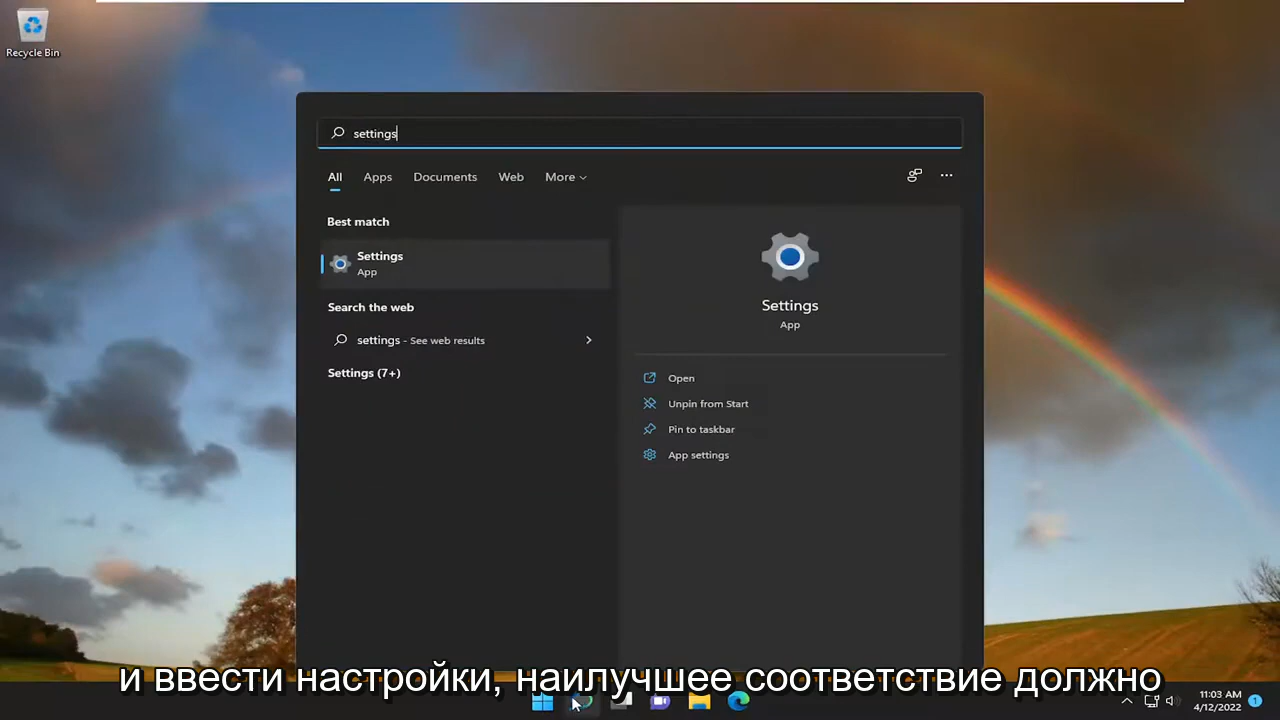 Recycle Bin
settings
All Apps Documents Web More
Best match
Settings
App
Search the web
settings - See web results
Settings (7+)
Settings
App
Open
Unpin from Start
Pin to taskbar
App settings
и ввести настройки, наилучшее соответствие должно
11:03 AM
4/12/2022
1